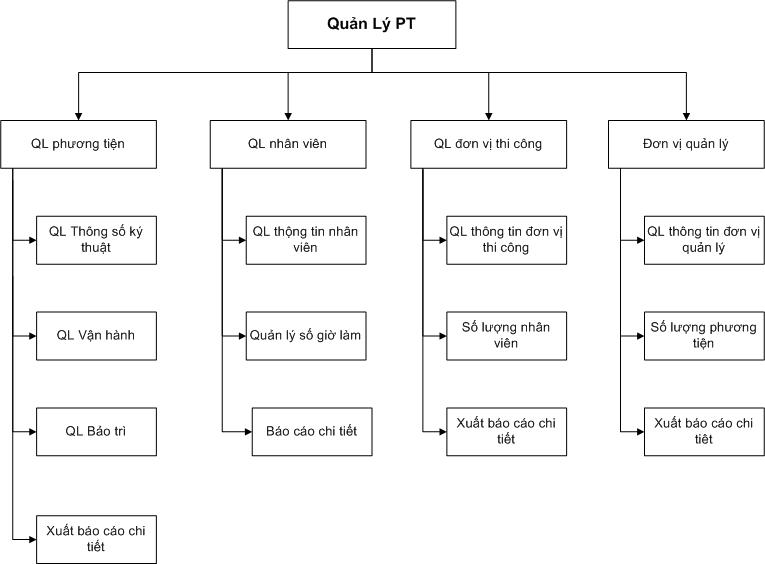 Quản Lý PT
QL phương tiện
QL nhân viên
QL đơn vị thi công
Đơn vị quản lý
QL Thông số ký
thuật
QL thộng tin nhân
viên
QL thông tin đơn vị
thi công
QL thông tin đơn vị
quản lý
QL Vận hành
Quản lý số giờ làm
Số lượng nhân
viên
Số lượng phương
tiện
QL Bảo trì
Báo cáo chi tiết
Xuất báo cáo chi
tiết
Xuất báo cáo chi
tiêt
Xuất báo cáo chi
tiết